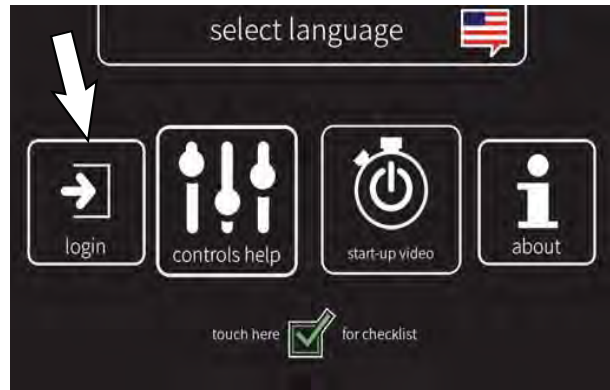 select language
login
controls help
start-up video
about
touch here for checklist